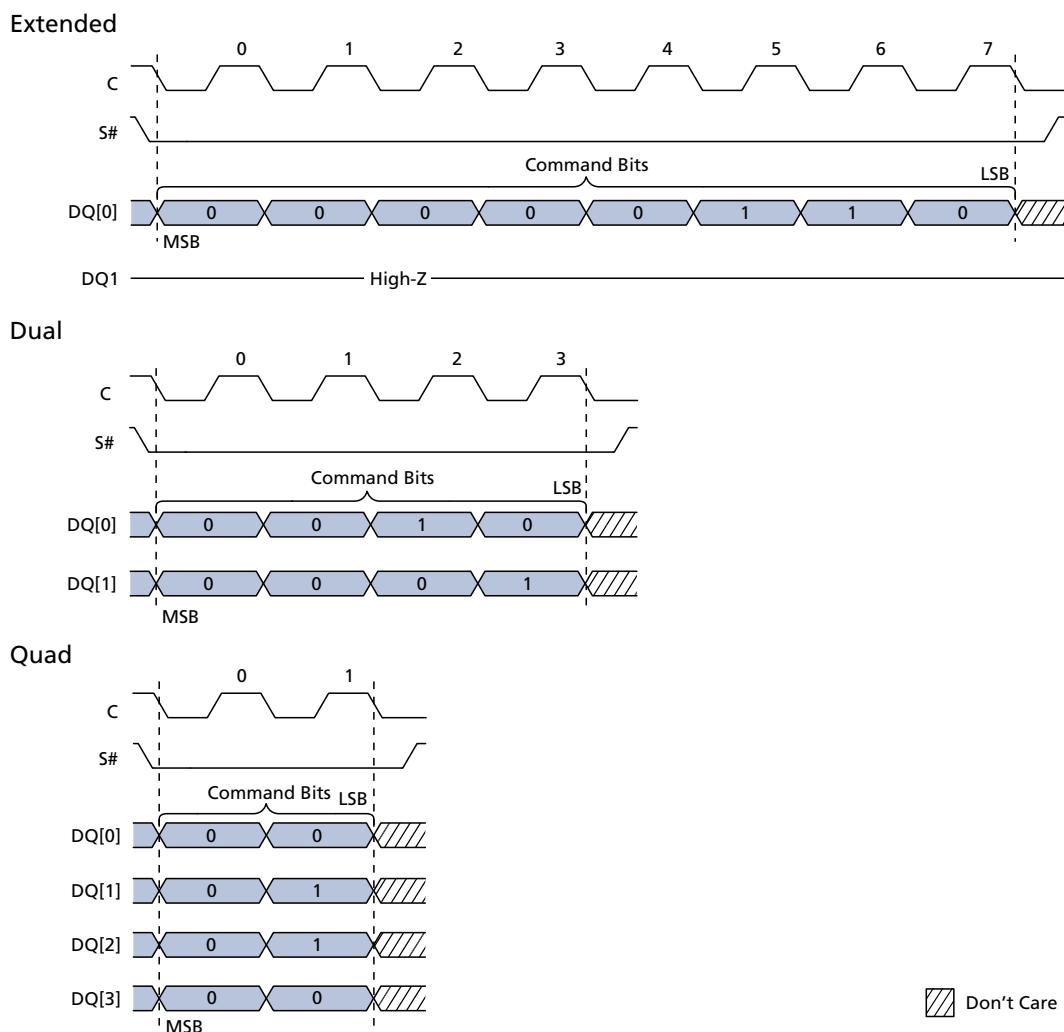 Extended
0 1 2 3 4 5 6 7
C
S#
Command Bits
LSB
DQ[0] 0 0 0 0 0 1 1 0
MSB
DQ1 High-Z
Dual
0 1 2 3
C
S#
Command Bits
LSB
DQ[0] 0 0 1 0
DQ[1] 0 0 0 1
MSB
Quad
0 1
C
S#
Command Bits LSB
DQ[0] 0 0
DQ[1] 0 1
DQ[2] 0 1
DQ[3] 0 0
MSB
Don't Care